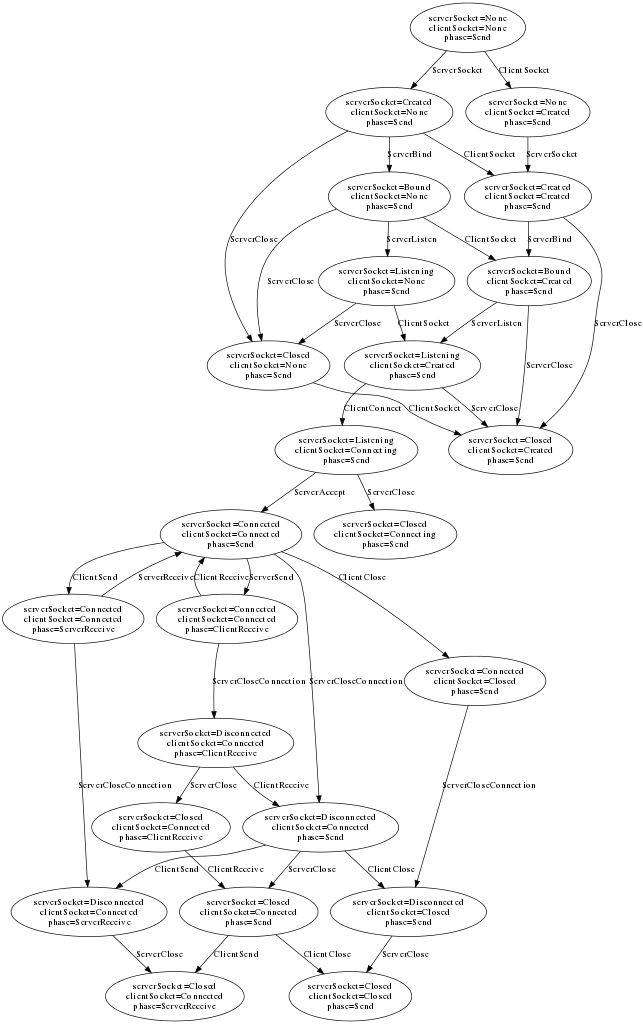 serverSocket=None
clientSocket=None
phase=Send
ServerSocket
ClientSocket
serverSocket=Created
clientSocket=None
phase=Send
serverSocket=None
clientSocket=Created
phase=Send
ServerBind
ClientSocket
ServerSocket
serverSocket=Bound
clientSocket=None
phase=Send
serverSocket=Created
clientSocket=Created
phase=Send
ServerClose
ServerListen
ClientSocket
ServerBind
serverSocket=Listening
clientSocket=None
phase=Send
serverSocket=Bound
clientSocket=Created
phase=Send
ServerClose
ServerClose
ClientSocket
ServerListen
ServerClose
serverSocket=Closed
clientSocket=None
phase=Send
serverSocket=Listening
clientSocket=Created
phase=Send
ServerClose
ClientConnect
ClientSocket
ServerClose
serverSocket=Listening
clientSocket=Connecting
phase=Send
serverSocket=Closed
clientSocket=Created
phase=Send
ServerAccept
ServerClose
serverSocket=Connected
clientSocket=Connected
phase=Send
serverSocket=Closed
clientSocket=Connecting
phase=Send
ClientSend
ServerReceive
ClientReceive
ServerSend
ClientClose
serverSocket=Connected
clientSocket=Connected
phase=ServerReceive
serverSocket=Connected
clientSocket=Connected
phase=ClientReceive
ServerCloseConnection
ServerCloseConnection
serverSocket=Connected
clientSocket=Closed
phase=Send
serverSocket=Disconnected
clientSocket=Connected
phase=ClientReceive
ServerCloseConnection
ServerClose
ClientReceive
ServerCloseConnection
serverSocket=Closed
clientSocket=Connected
phase=ClientReceive
serverSocket=Disconnected
clientSocket=Connected
phase=Send
ClientSend
ClientReceive
ServerClose
ClientClose
serverSocket=Disconnected
clientSocket=Connected
phase=ServerReceive
serverSocket=Closed
clientSocket=Connected
phase=Send
serverSocket=Disconnected
clientSocket=Closed
phase=Send
ServerClose
ClientSend
ClientClose
ServerClose
serverSocket=Closed
clientSocket=Connected
phase=ServerReceive
serverSocket=Closed
clientSocket=Closed
phase=Send